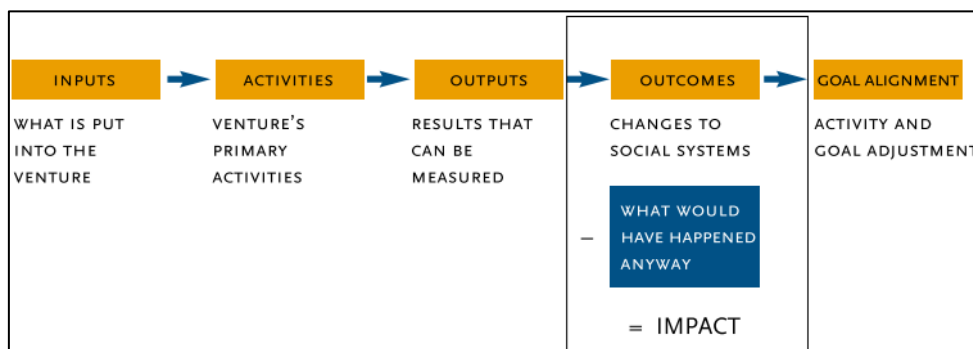 INPUTS
ACTIVITIES
OUTPUTS
OUTCOMES
GOAL ALIGNMENT
WHAT IS PUT
INTO THE
VENTURE
VENTURE'S
PRIMARY
ACTIVITIES
RESULTS THAT
CAN BE
MEASURED
CHANGES TO
SOCIAL SYSTEMS
ACTIVITY AND
GOAL ADJUSTMENT
– WHAT WOULD
HAVE HAPPENED
ANYWAY
= IMPACT